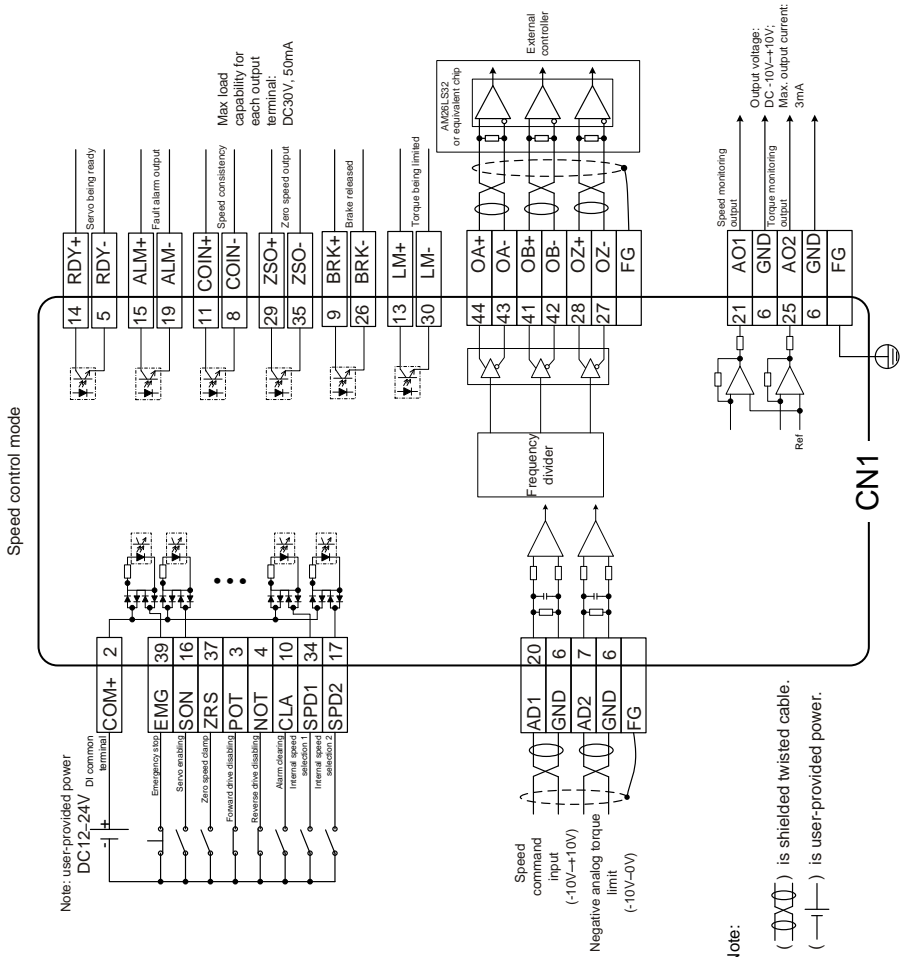 Speed control mode
Note: user-provided power
DC12–24V
- +
DI common
terminal
COM+ 2
Emergency stop EMG 39
Servo enabling SON 16
Zero speed clamp ZRS 37
Forward drive disabling POT 3
Reverse drive disabling NOT 4
Alarm clearing CLA 10
Internal speed
selection 1
SPD1 34
Internal speed
selection 2
SPD2 17
Speed
command
input
(-10V–+10V)
Negative analog torque
limit
(-10V–0V)
AD1 20
GND 6
AD2 7
GND 6
FG
14 RDY+
5 RDY-
Servo being ready
15 ALM+
19 ALM-
Fault alarm output
11 COIN+
8 COIN-
Speed consistency
29 ZSO+
35 ZSO-
Zero speed output
9 BRK+
26 BRK-
Brake released
13 LM+
30 LM-
Torque being limited
Max load
capability for
each output
terminal:
DC30V, 50mA
Frequency
divider
44 OA+
43 OA-
41 OB+
42 OB-
28 OZ+
27 OZ-
FG
AM26LS32
or equivalent chip
External
controller
Ref
21 AO1
6 GND
25 AO2
6 GND
FG
Speed monitoring
output
Torque monitoring
output
Output voltage:
DC -10V–+10V;
Max. output current:
3mA
CN1
Note:
( ) is shielded twisted cable.
( ) is user-provided power.